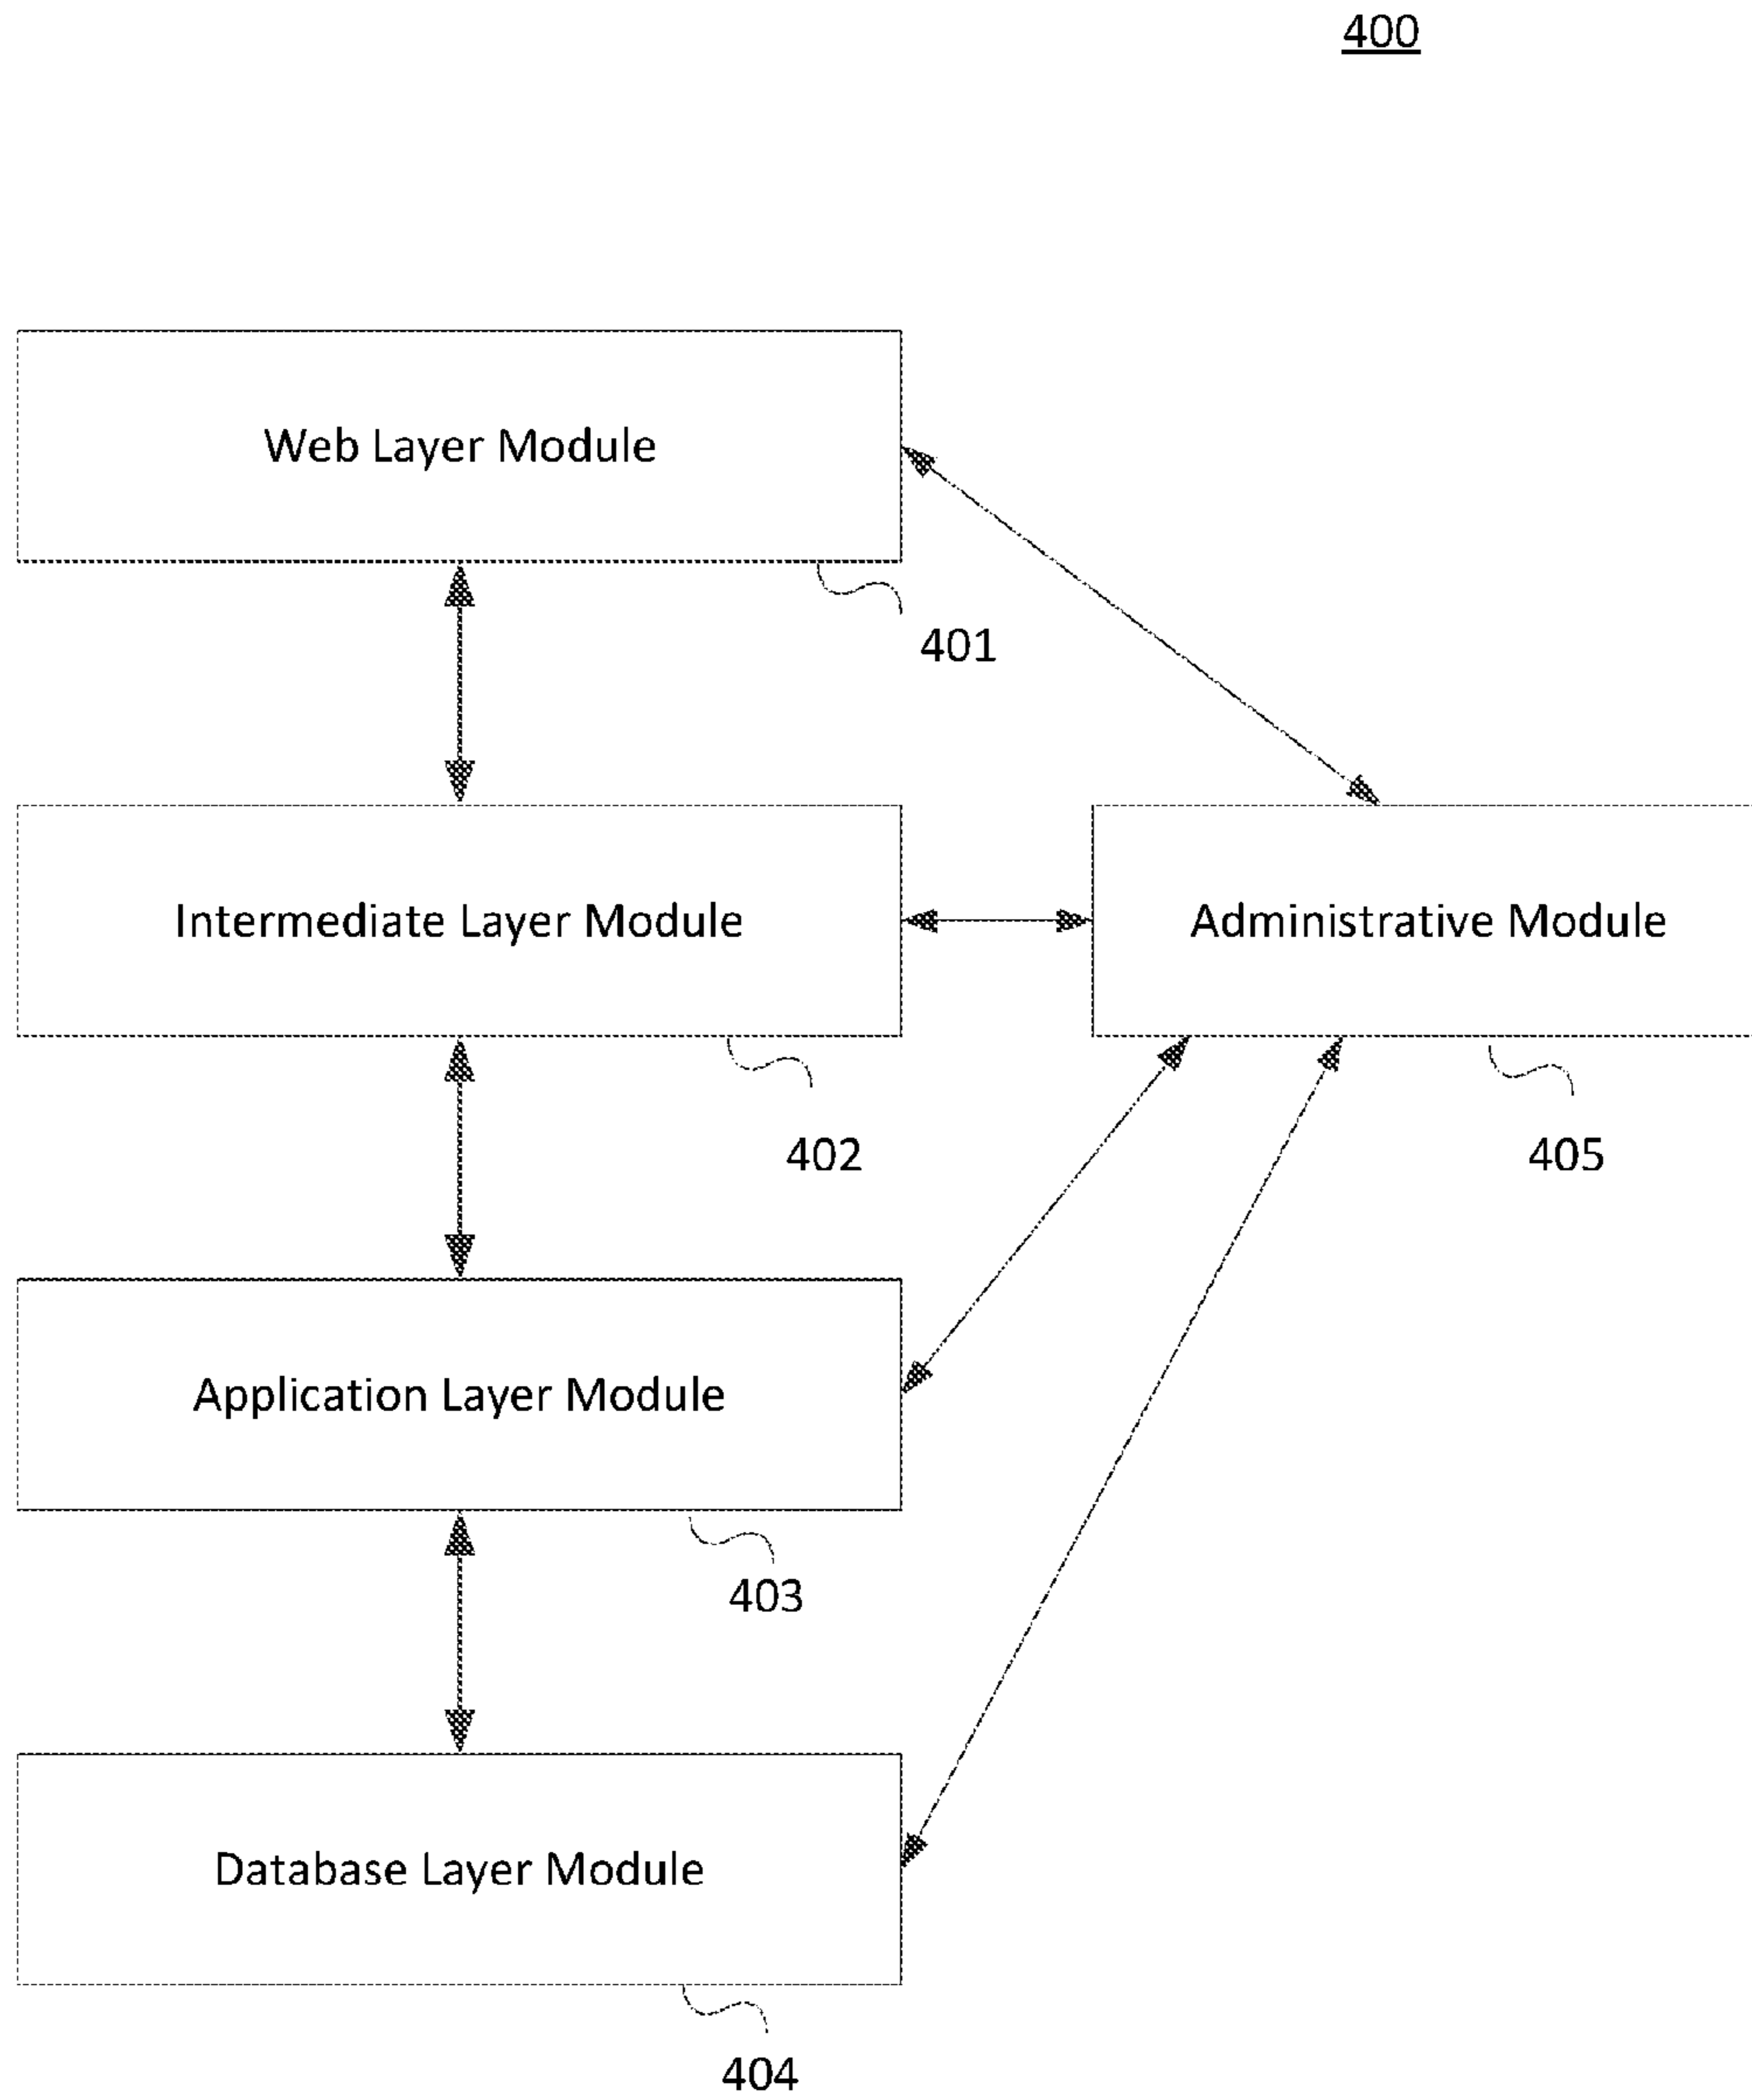 400
Web Layer Module
401
Intermediate Layer Module
Administrative Module
402
405
Application Layer Module
403
Database Layer Module
404